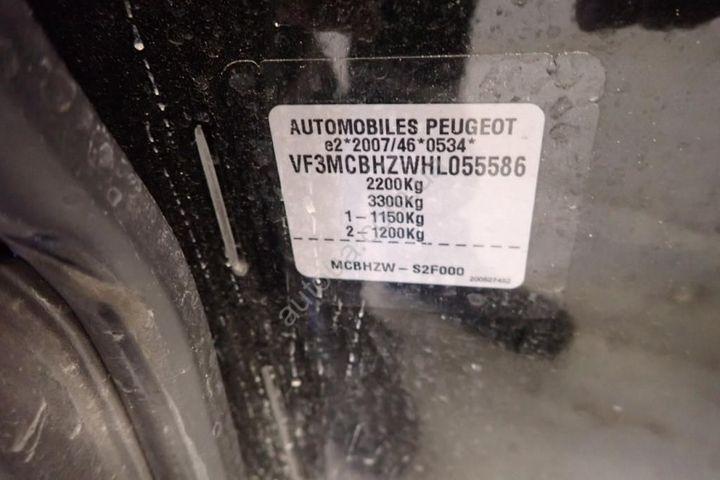 AUTOMOBILES PEUGEOT
e2*2007/46*0534*
VF3MCBHZWHL055586
2200Kg
3300Kg
1-1150Kg
2-1200Kg
MCBHZW-S2F000